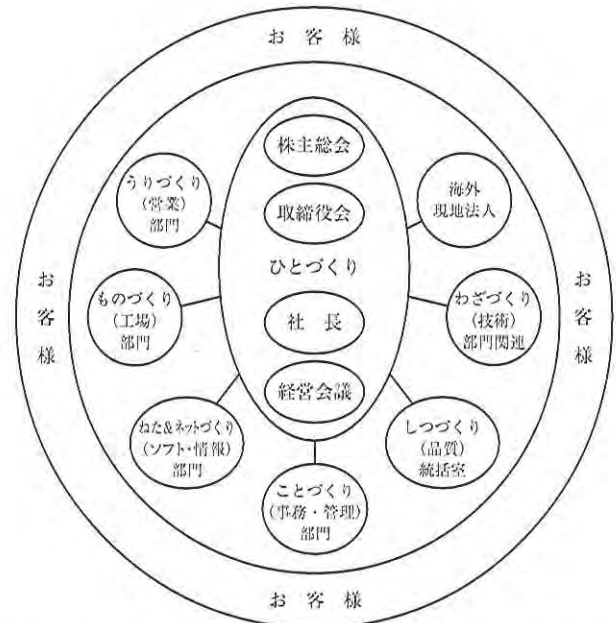 お客様
株主総会
取締役会
ひとづくり
社長
経営会議
うりづくり
(営業)
部門
海外
現地法人
ものづくり
(工場)
部門
わざづくり
(技術)
部門関連
ねた&ネットづくり
(ソフト・情報)
部門
しつづくり
(品質)
統括室
ことづくり
(事務・管理)
部門
お客様
お客様
お客様